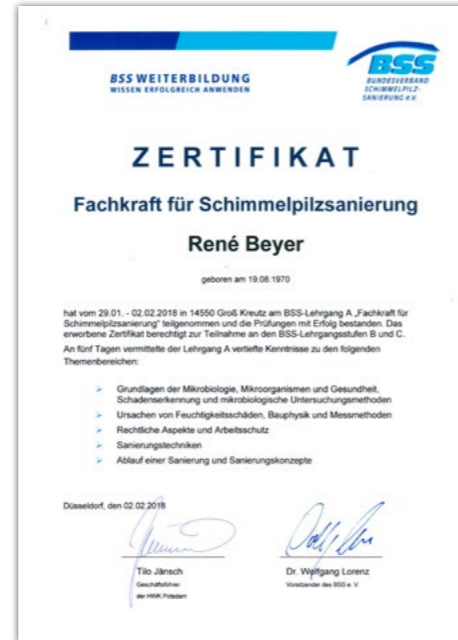 BSS WEITERBILDUNG
WISSEN ERFOLGREICH ANWENDEN
BSS
BUNDESVERBAND
SCHIMMELPILZ-
SANIERUNG e.V.
ZERTIFIKAT
Fachkraft für Schimmelpilzsanierung
René Beyer
geboren am 19.08.1970
hat vom 29.01. - 02.02.2018 in 14550 Groß Kreutz am BSS-Lehrgang A „Fachkraft für
Schimmelpilzsanierung" teilgenommen und die Prüfungen mit Erfolg bestanden. Das
erworbene Zertifikat berechtigt zur Teilnahme an den BSS-Lehrgangsstufen B und C.
An fünf Tagen vermittelte der Lehrgang A vertiefte Kenntnisse zu den folgenden
Themenbereichen:
➢ Grundlagen der Mikrobiologie, Mikroorganismen und Gesundheit,
Schadenserkennung und mikrobiologische Untersuchungsmethoden
➢ Ursachen von Feuchtigkeitsschäden, Bauphysik und Messmethoden
➢ Rechtliche Aspekte und Arbeitsschutz
➢ Sanierungstechniken
➢ Ablauf einer Sanierung und Sanierungskonzepte
Düsseldorf, den 02.02.2018
Tilo Jänsch
Geschäftsführer
der HWK Potsdam
Dr. Wolfgang Lorenz
Vorsitzender des BSS e. V.